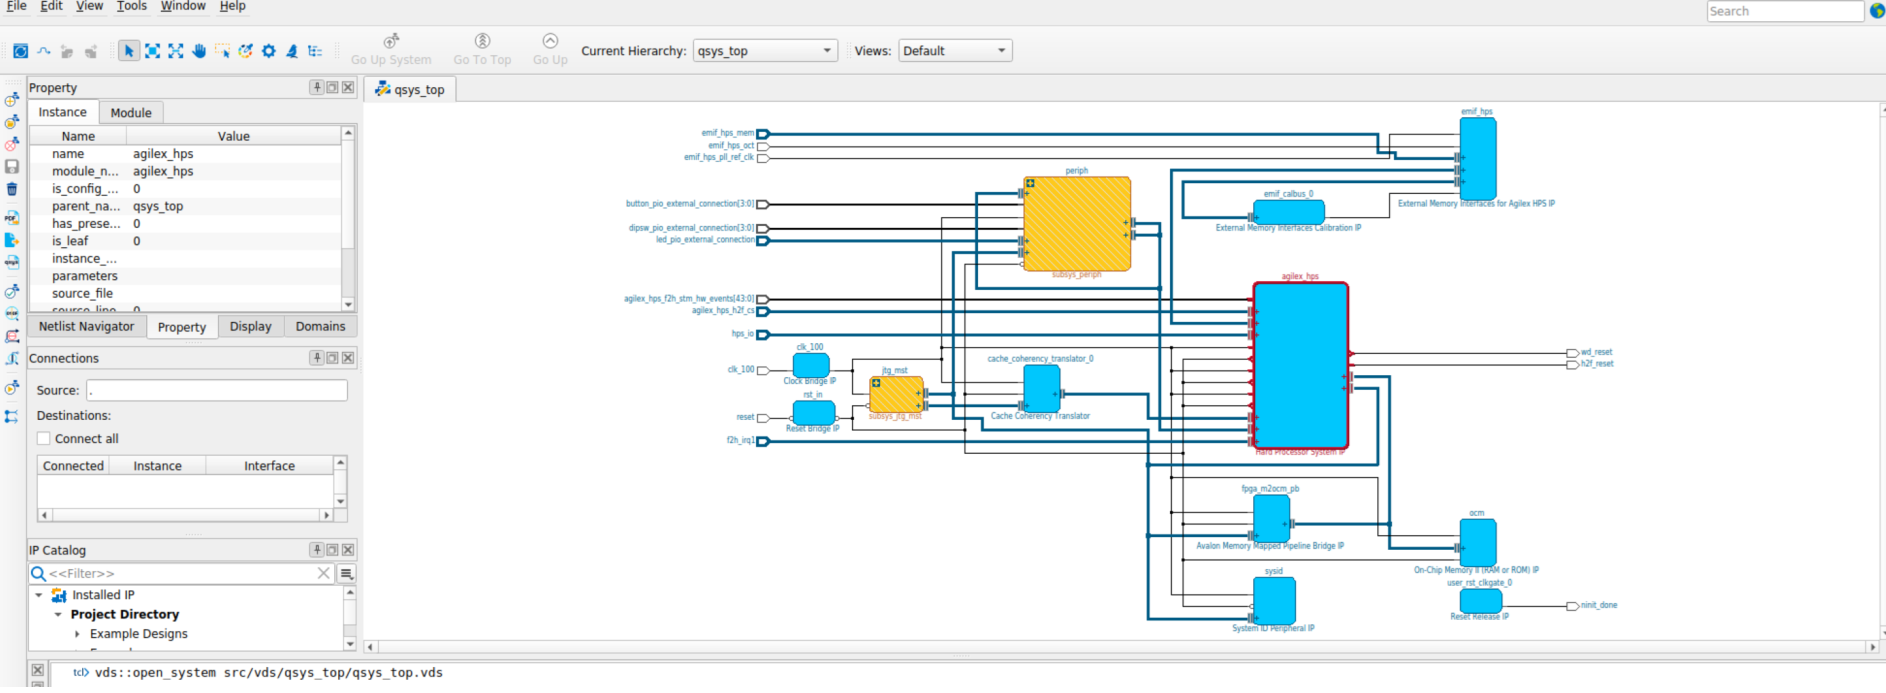 File Edit View Tools Window Help
Search
Go Up System Go To Top Go Up Current Hierarchy: qsys_top Views: Default
Property
Instance Module
Name Value
name agilex_hps
module_n... agilex_hps
is_config_... 0
parent_na... qsys_top
has_prese... 0
is_leaf 0
instance_...
parameters
source_file
source_line 0
Netlist Navigator Property Display Domains
Connections
Source: .
Destinations:
Connect all
Connected Instance Interface
IP Catalog
<<Filter>>
Installed IP
Project Directory
Example Designs
qsys_top
emif_hps_mem
emif_hps_oct
emif_hps_pll_ref_clk
button_pio_external_connection[3:0]
dipsw_pio_external_connection[3:0]
led_pio_external_connection
agilex_hps_f2h_stm_hw_events[43:0]
agilex_hps_h2f_cs
hps_io
clk_100
reset
f2h_irq1
clk_100
Clock Bridge IP
rst_in
Reset Bridge IP
jtg_mst
subsys_jtg_mst
periph
subsys_periph
cache_coherency_translator_0
Cache Coherency Translator
emif_hps
External Memory Interfaces for Agilex HPS IP
emif_calbus_0
External Memory Interfaces Calibration IP
agilex_hps
Hard Processor System IP
wd_reset
h2f_reset
fpga_m2ocm_pb
Avalon Memory Mapped Pipeline Bridge IP
ocm
On-Chip Memory II (RAM or ROM) IP
sysid
System ID Peripheral IP
user_rst_clkgate_0
Reset Release IP
ninit_done
tcl> vds::open_system src/vds/qsys_top/qsys_top.vds